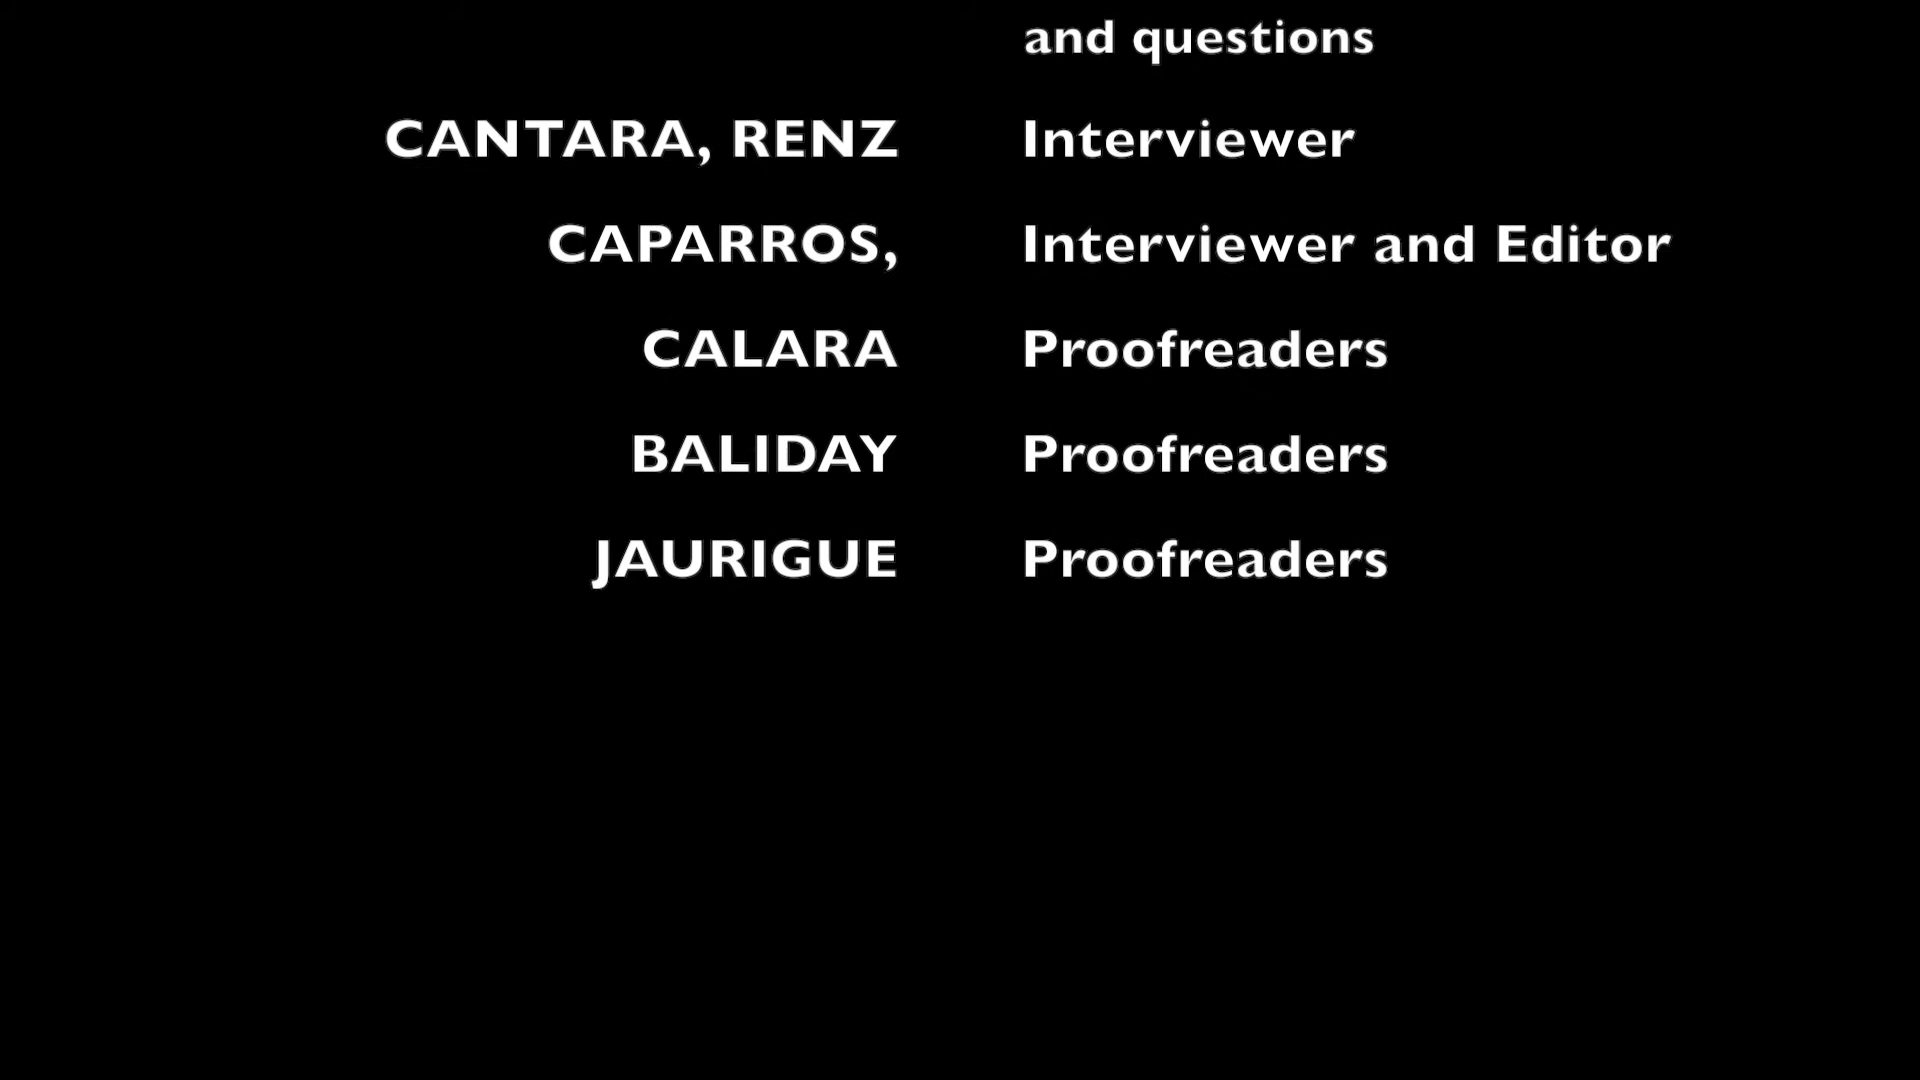 and questions
CANTARA, RENZ Interviewer
CAPARROS, Interviewer and Editor
CALARA Proofreaders
BALIDAY Proofreaders
JAURIGUE Proofreaders